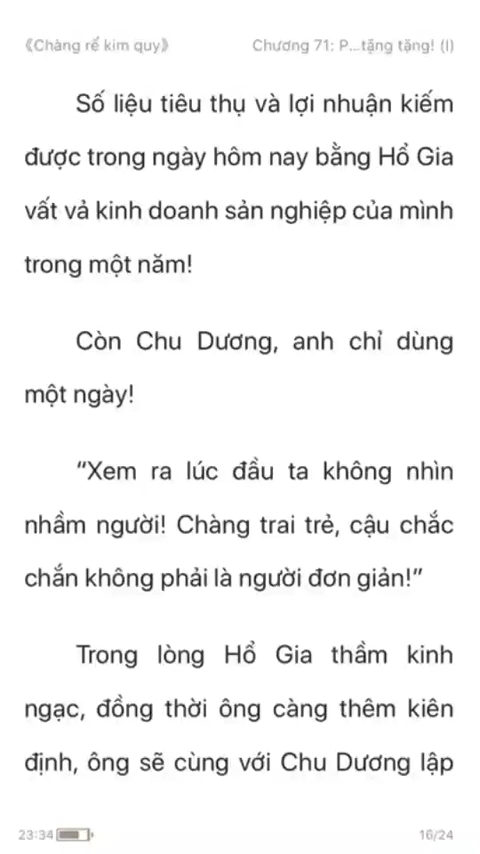 《Chàng rể kim quy》
Chương 71: P...tặng tặng! (I)
Số liệu tiêu thụ và lợi nhuận kiếm
được trong ngày hôm nay bằng Hổ Gia
vất vả kinh doanh sản nghiệp của mình
trong một năm!
Còn Chu Dương, anh chỉ dùng
một ngày!
“Xem ra lúc đầu ta không nhìn
nhầm người! Chàng trai trẻ, cậu chắc
chắn không phải là người đơn giản!”
Trong lòng Hổ Gia thầm kinh
ngạc, đồng thời ông càng thêm kiên
định, ông sẽ cùng với Chu Dương lập
23:34
16/24